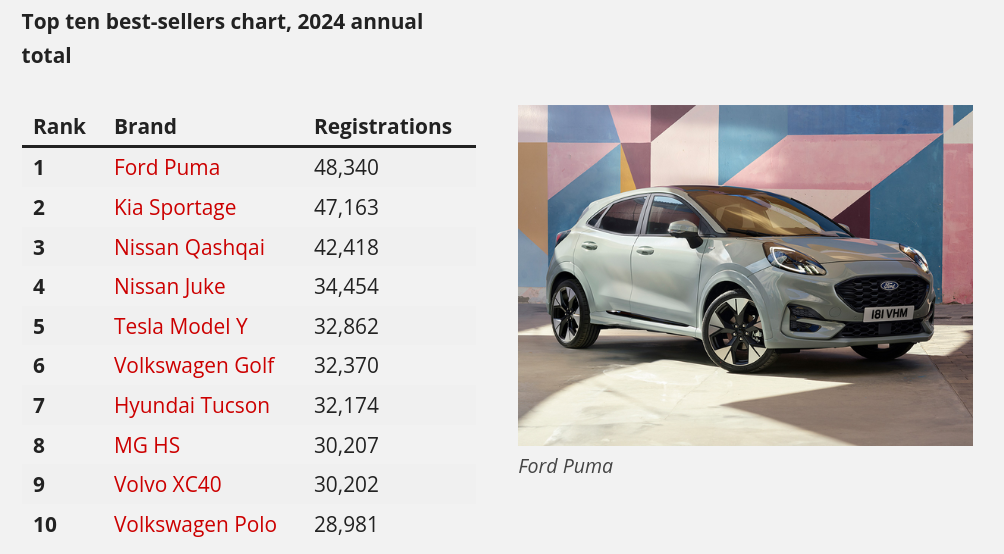 Top ten best-sellers chart, 2024 annual
total
Rank Brand Registrations
1 Ford Puma 48,340
2 Kia Sportage 47,163
3 Nissan Qashqai 42,418
4 Nissan Juke 34,454
5 Tesla Model Y 32,862
6 Volkswagen Golf 32,370
7 Hyundai Tucson 32,174
8 MG HS 30,207
9 Volvo XC40 30,202
10 Volkswagen Polo 28,981
Ford
181 VHM
Ford Puma